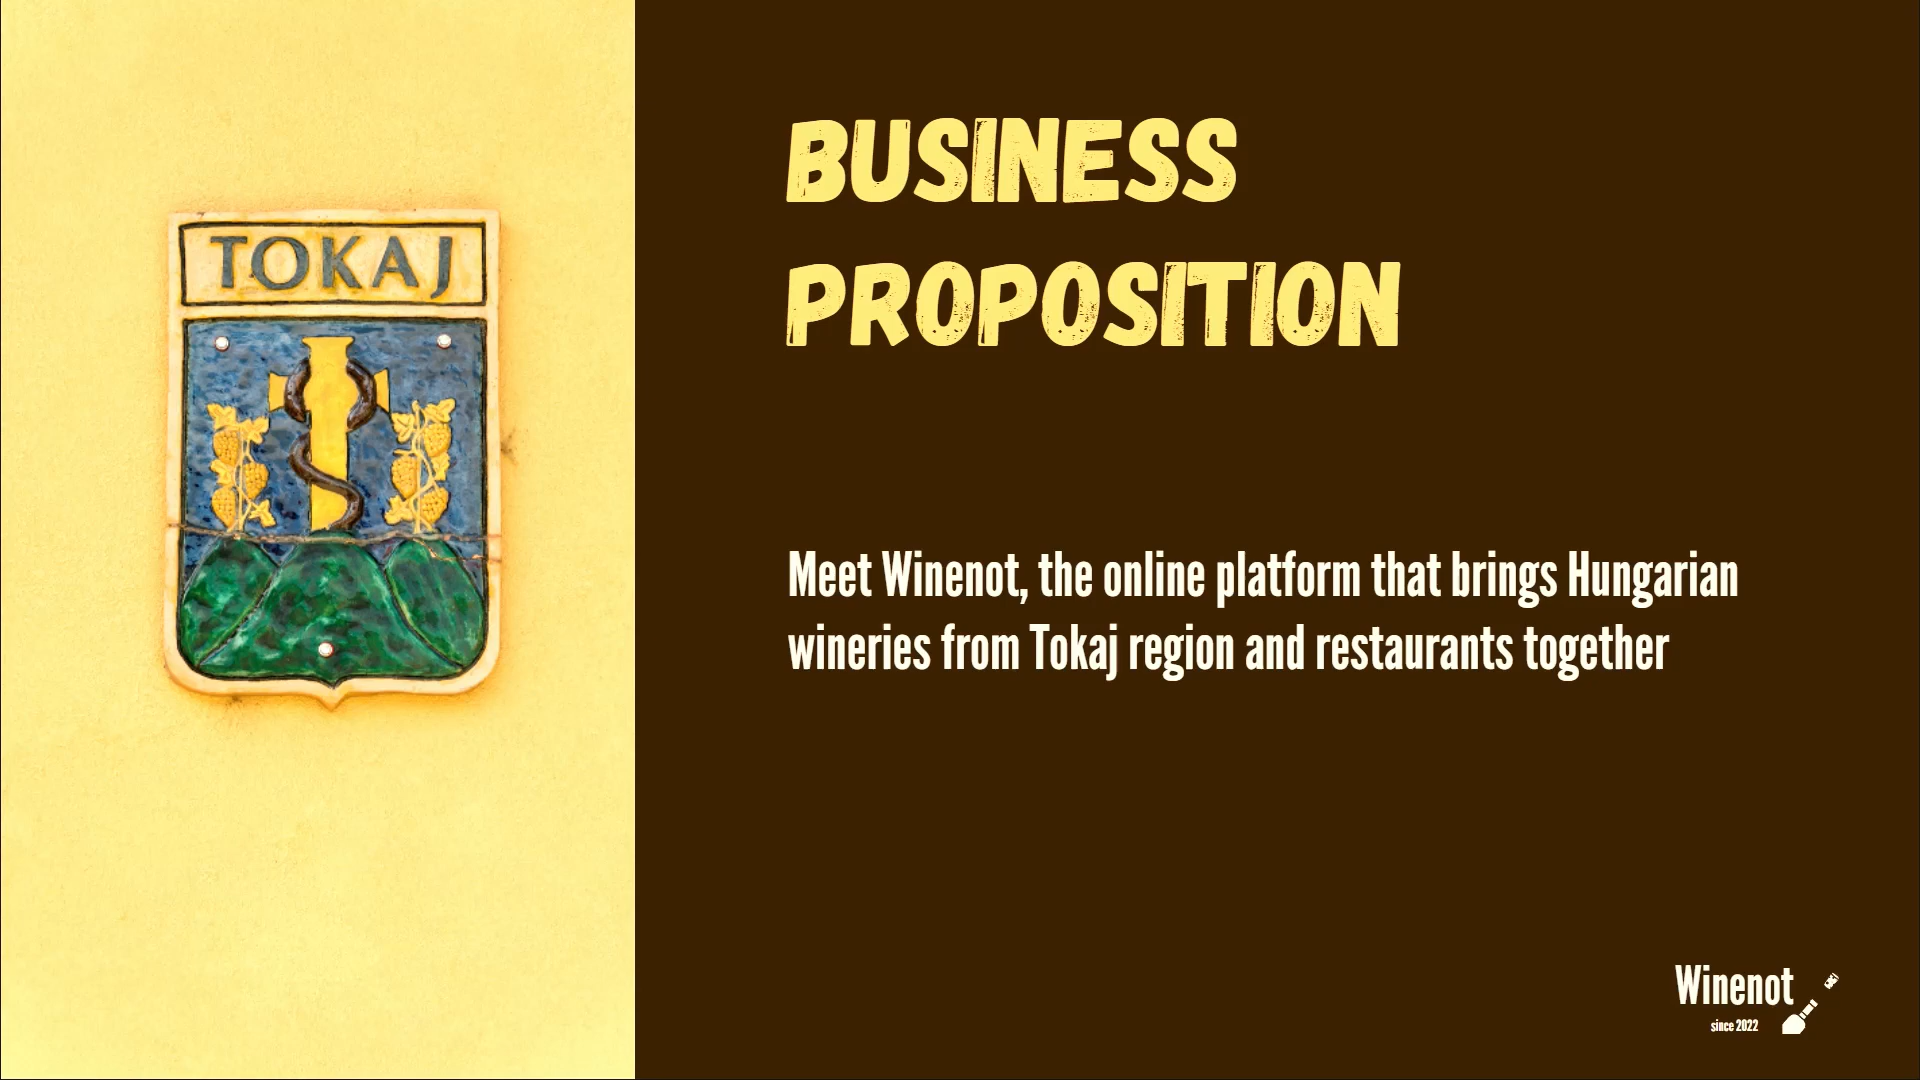 TOKAJ
BUSINESS
PROPOSITION
Meet Winenot, the online platform that brings Hungarian
wineries from Tokaj region and restaurants together
Winenot
since 2022